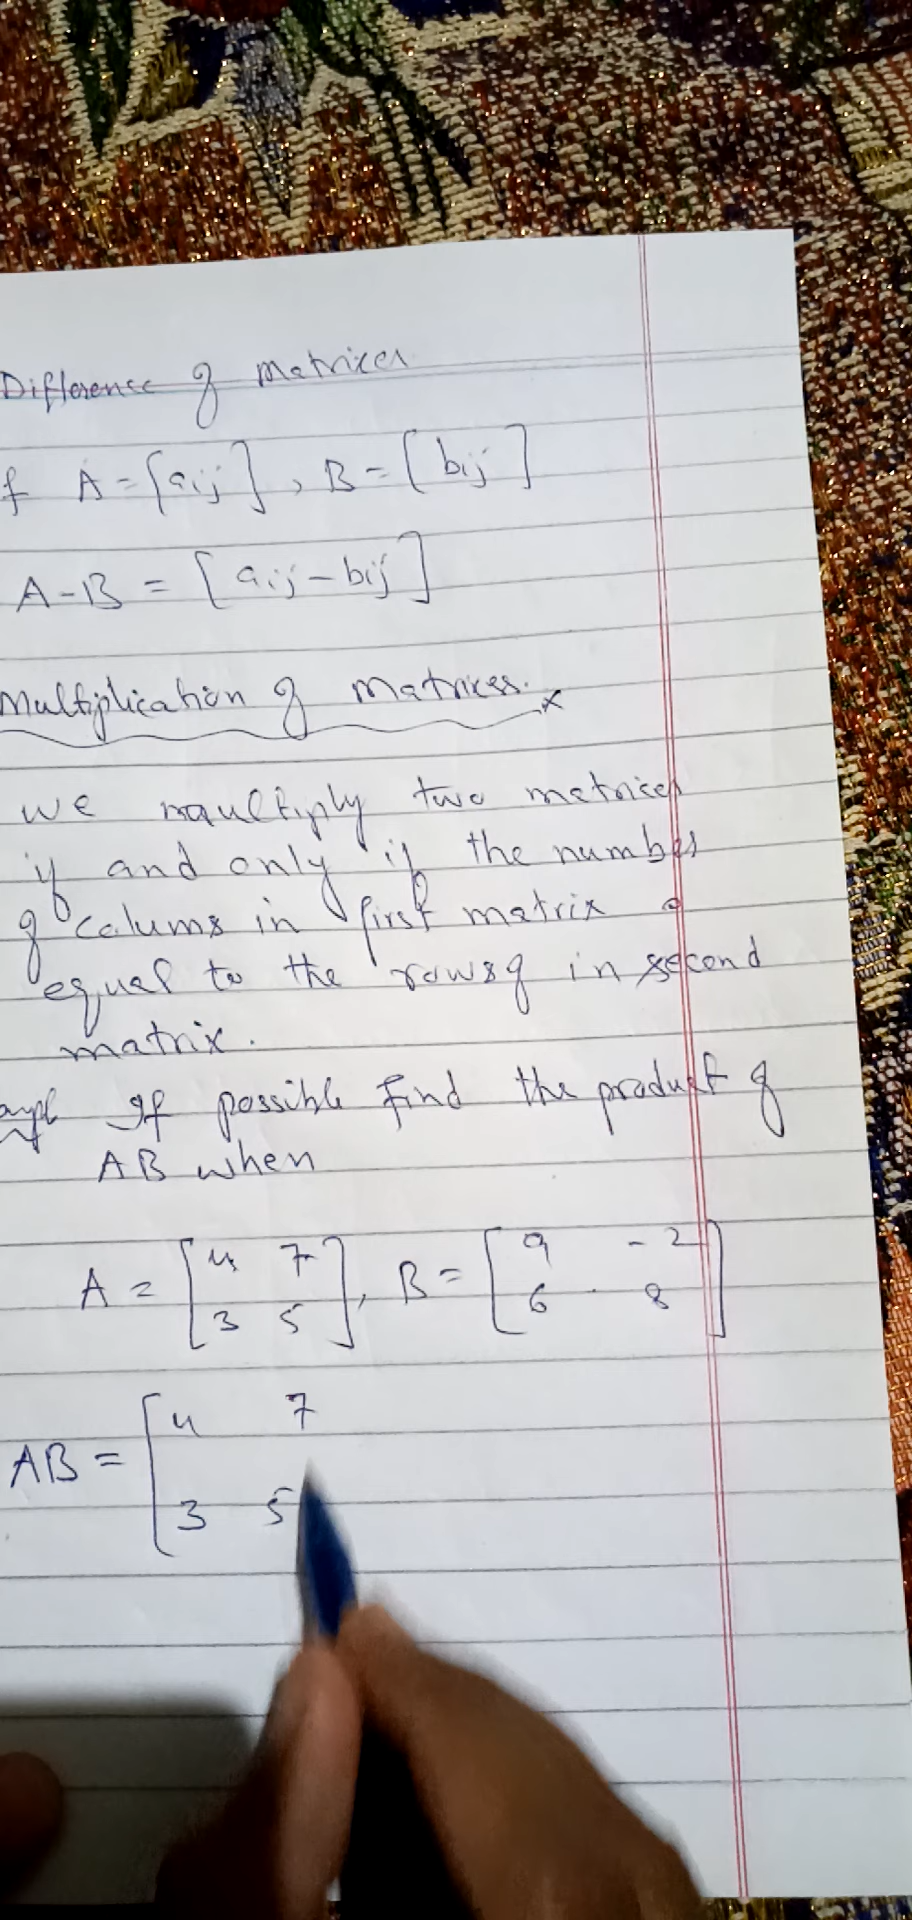 Difference of matrices
f A = [aij], B = [bij]
A-B = [aij - bij]
Multiplication of matrices.
we maultiply two matrices
if and only if the number
of colums in first matrix
equal to the rows in second
matrix.
ampl If possible find the product of
AB when
A = [4 7 3 5], B = [9 -2 6 8]
AB = [4 7
3 5